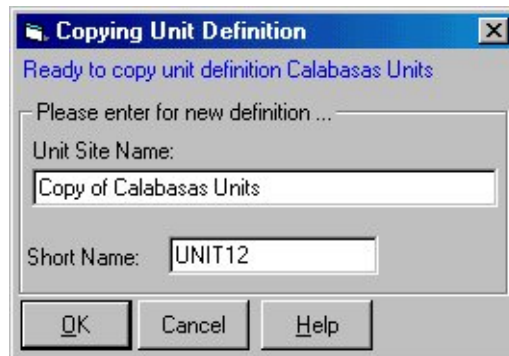 Copying Unit Definition
Ready to copy unit definition Calabasas Units
Please enter for new definition ...
Unit Site Name:
Copy of Calabasas Units
Short Name: UNIT12
OK Cancel Help